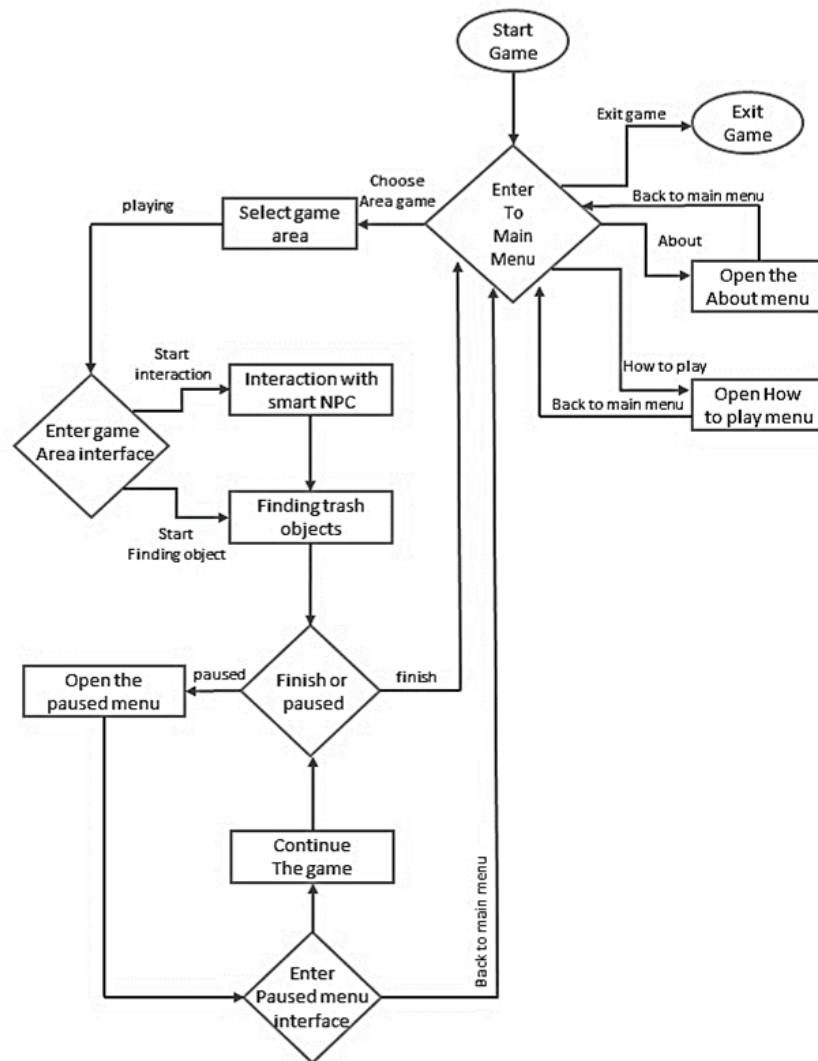 Start
Game
Exit game
Exit
Game
Enter
To
Main
Menu
Choose
Area game
Back to main menu
playing
Select game
area
About
Open the
About menu
Start
interaction
Interaction with
smart NPC
How to play
Back to main menu
Open How
to play menu
Enter game
Area interface
Finding trash
objects
Start
Finding object
Open the
paused menu
paused
Finish or
paused
finish
Continue
The game
Back to main menu
Enter
Paused menu
interface